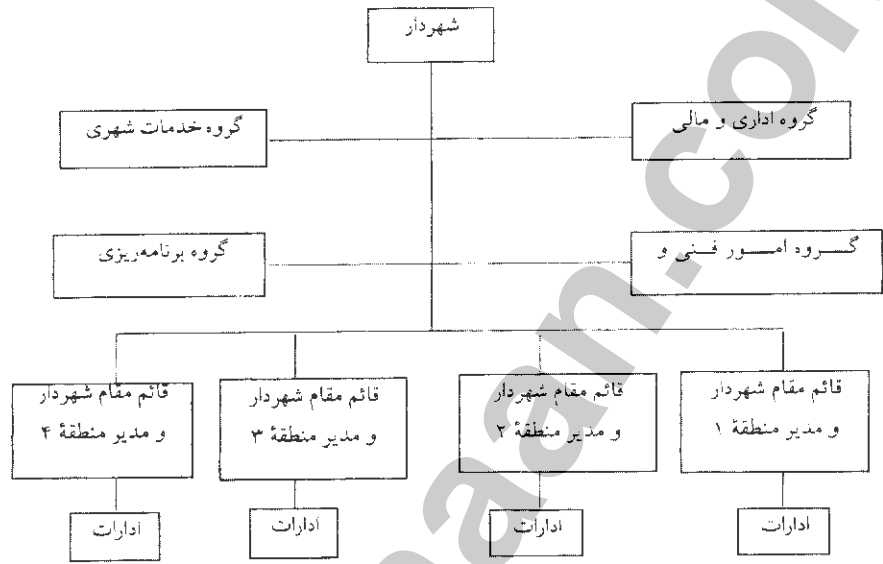 شهردار
گروه اداری و مالی
گروه خدمات شهری
گروه امور فنی و
گروه برنامه‌ریزی
قائم مقام شهردار
و مدیر منطقهٔ ۱
قائم مقام شهردار
و مدیر منطقهٔ ۲
قائم مقام شهردار
و مدیر منطقهٔ ۳
قائم مقام شهردار
و مدیر منطقهٔ ۴
ادارات
ادارات
ادارات
ادارات